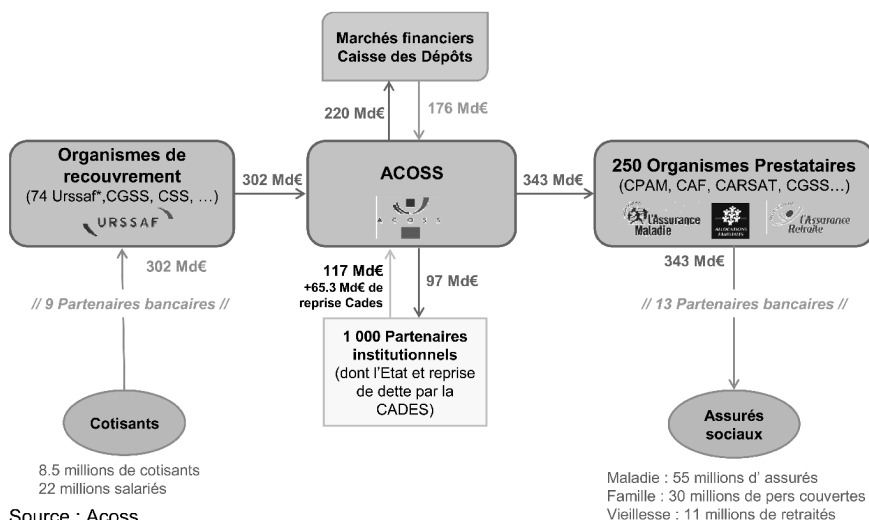 Marchés financiers
Caisse des Dépôts
220 Md€
176 Md€
Organismes de
recouvrement
(74 Urssaf*,CGSS, CSS, …)
URSSAF
302 Md€
ACOSS
ACOSS
343 Md€
250 Organismes Prestataires
(CPAM, CAF, CARSAT, CGSS…)
l'Assurance
Maladie
ALLOCATIONS
FAMILIALES
l'Assurance
Retraite
302 Md€
117 Md€
+65.3 Md€ de
reprise Cades
97 Md€
343 Md€
// 9 Partenaires bancaires //
// 13 Partenaires bancaires //
1 000 Partenaires
institutionnels
(dont l'Etat et reprise
de dette par la
CADES)
Cotisants
Assurés
sociaux
8.5 millions de cotisants
22 millions salariés
Maladie : 55 millions d' assurés
Famille : 30 millions de pers couvertes
Vieillesse : 11 millions de retraités
Source : Acoss